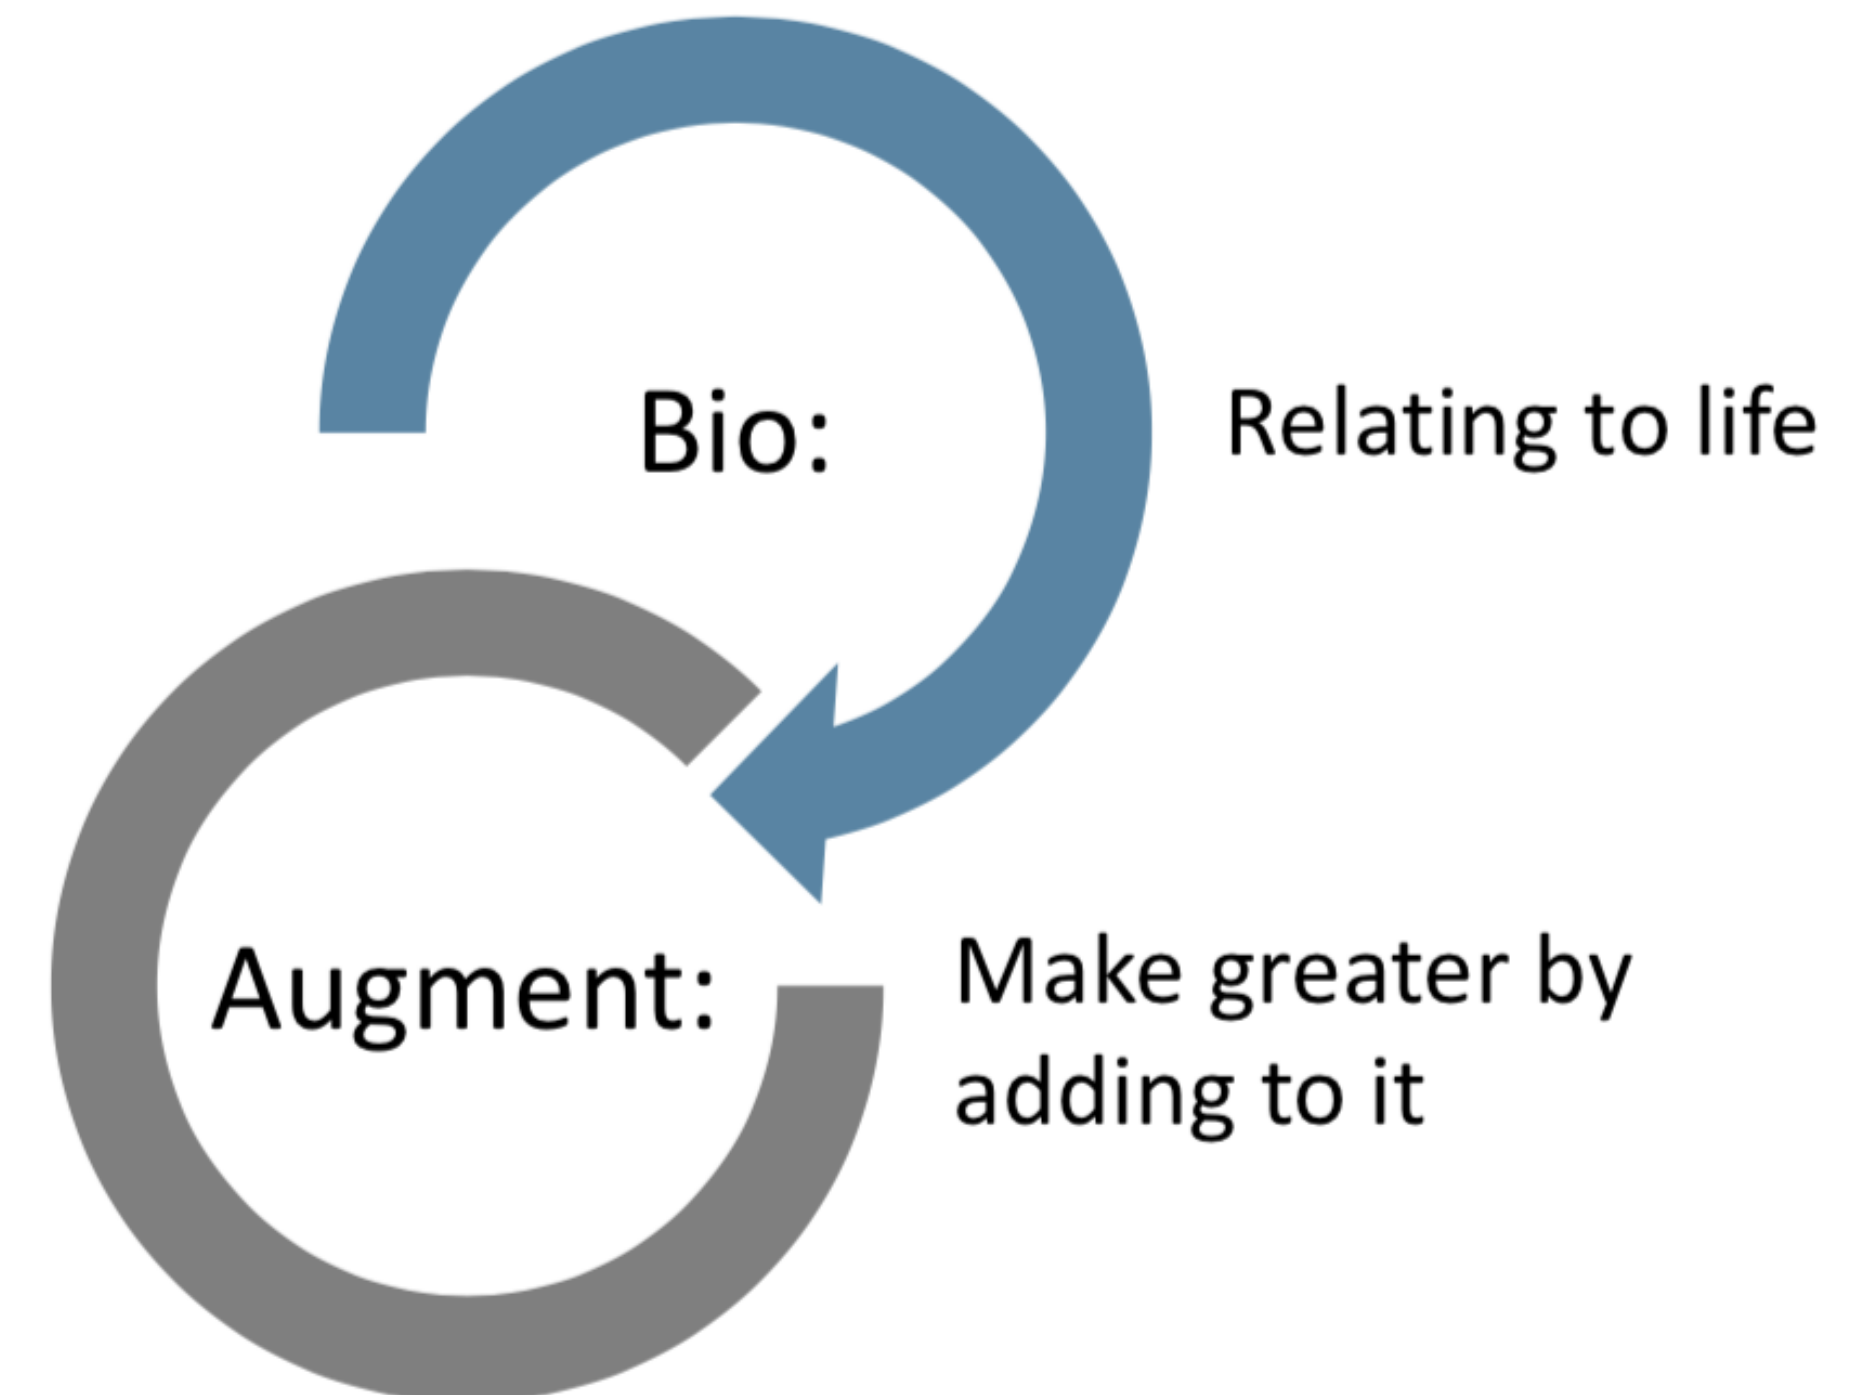 Bio:
Relating to life
Augment:
Make greater by
adding to it